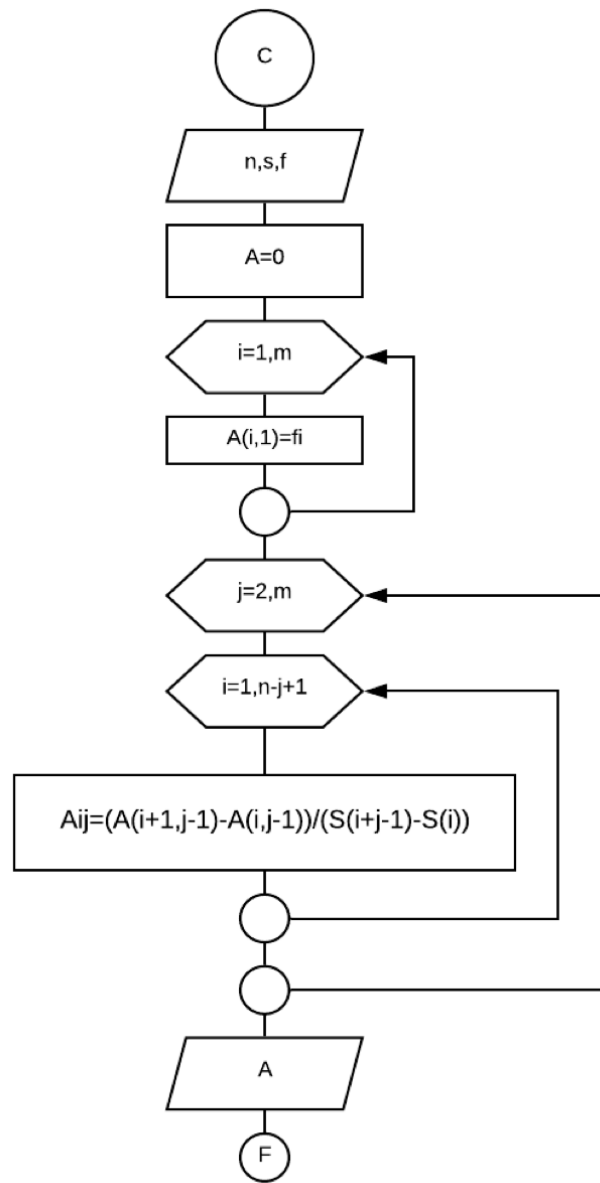 C
n,s,f
A=0
i=1,m
A(i,1)=fi
j=2,m
i=1,n-j+1
Aij=(A(i+1,j-1)-A(i,j-1))/(S(i+j-1)-S(i))
A
F